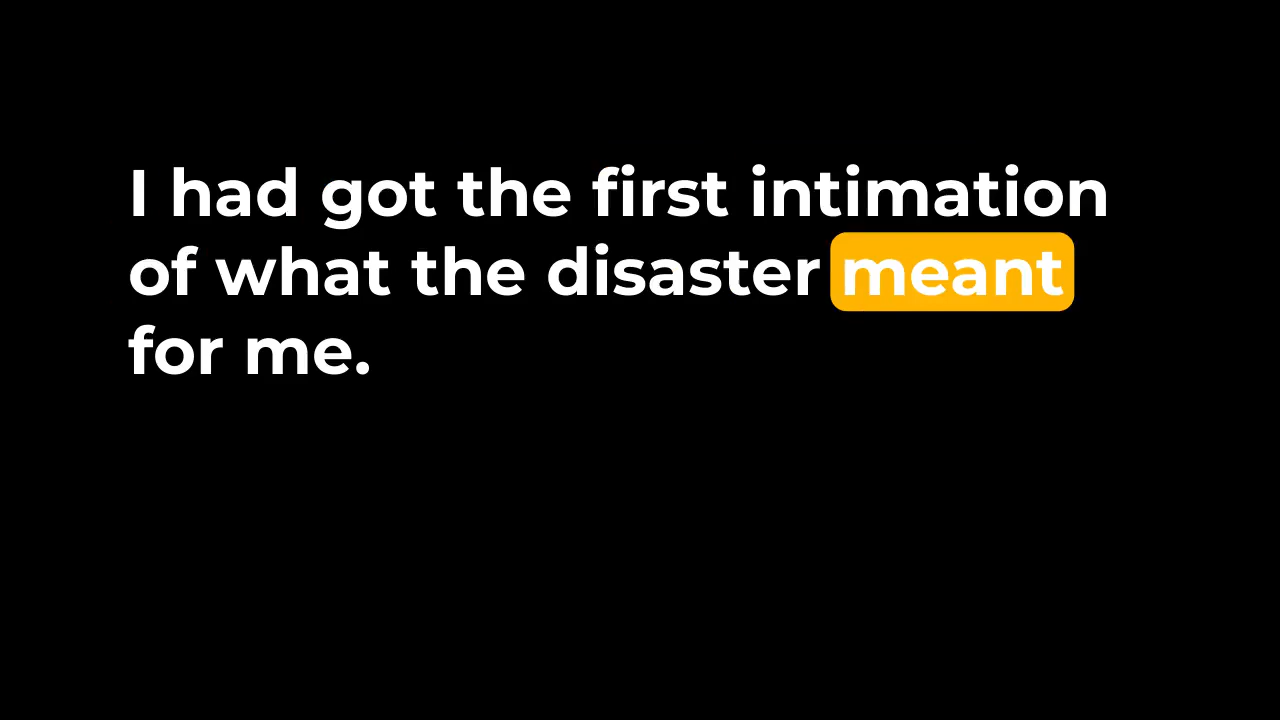 I had got the first intimation
of what the disaster meant
for me.